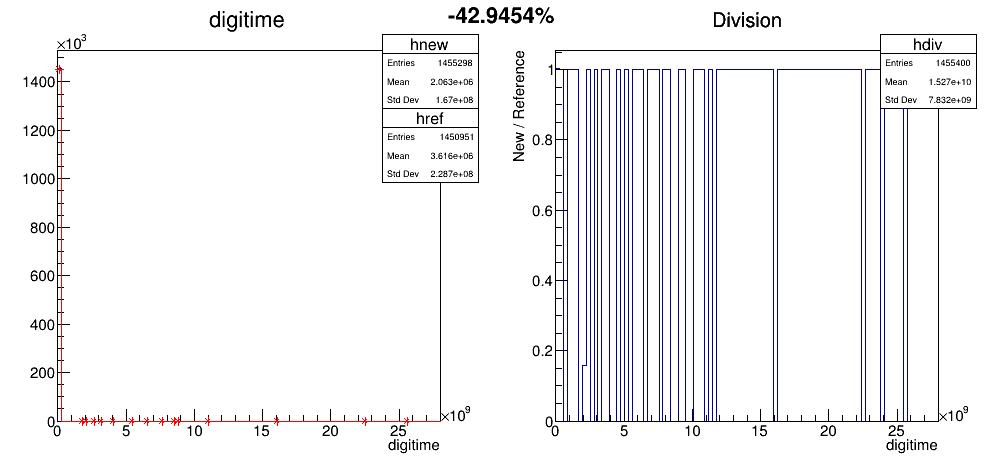 -42.9454%
digitime
×10³
hnew
Entries 1455298
Mean 2.063e+06
Std Dev 1.67e+08
href
Entries 1450951
Mean 3.616e+06
Std Dev 2.287e+08
1400
1200
1000
800
600
400
200
0
0 5 10 15 20 25
×10⁹
digitime
Division
New / Reference
hdiv
Entries 1455400
Mean 1.527e+10
Std Dev 7.832e+09
1
0.8
0.6
0.4
0.2
0
0 5 10 15 20 25
×10⁹
digitime